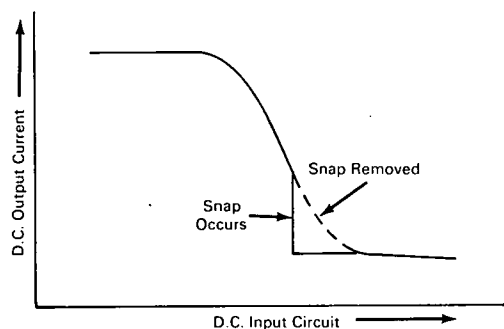 D.C. Output Current
Snap Removed
Snap
Occurs
D.C. Input Circuit